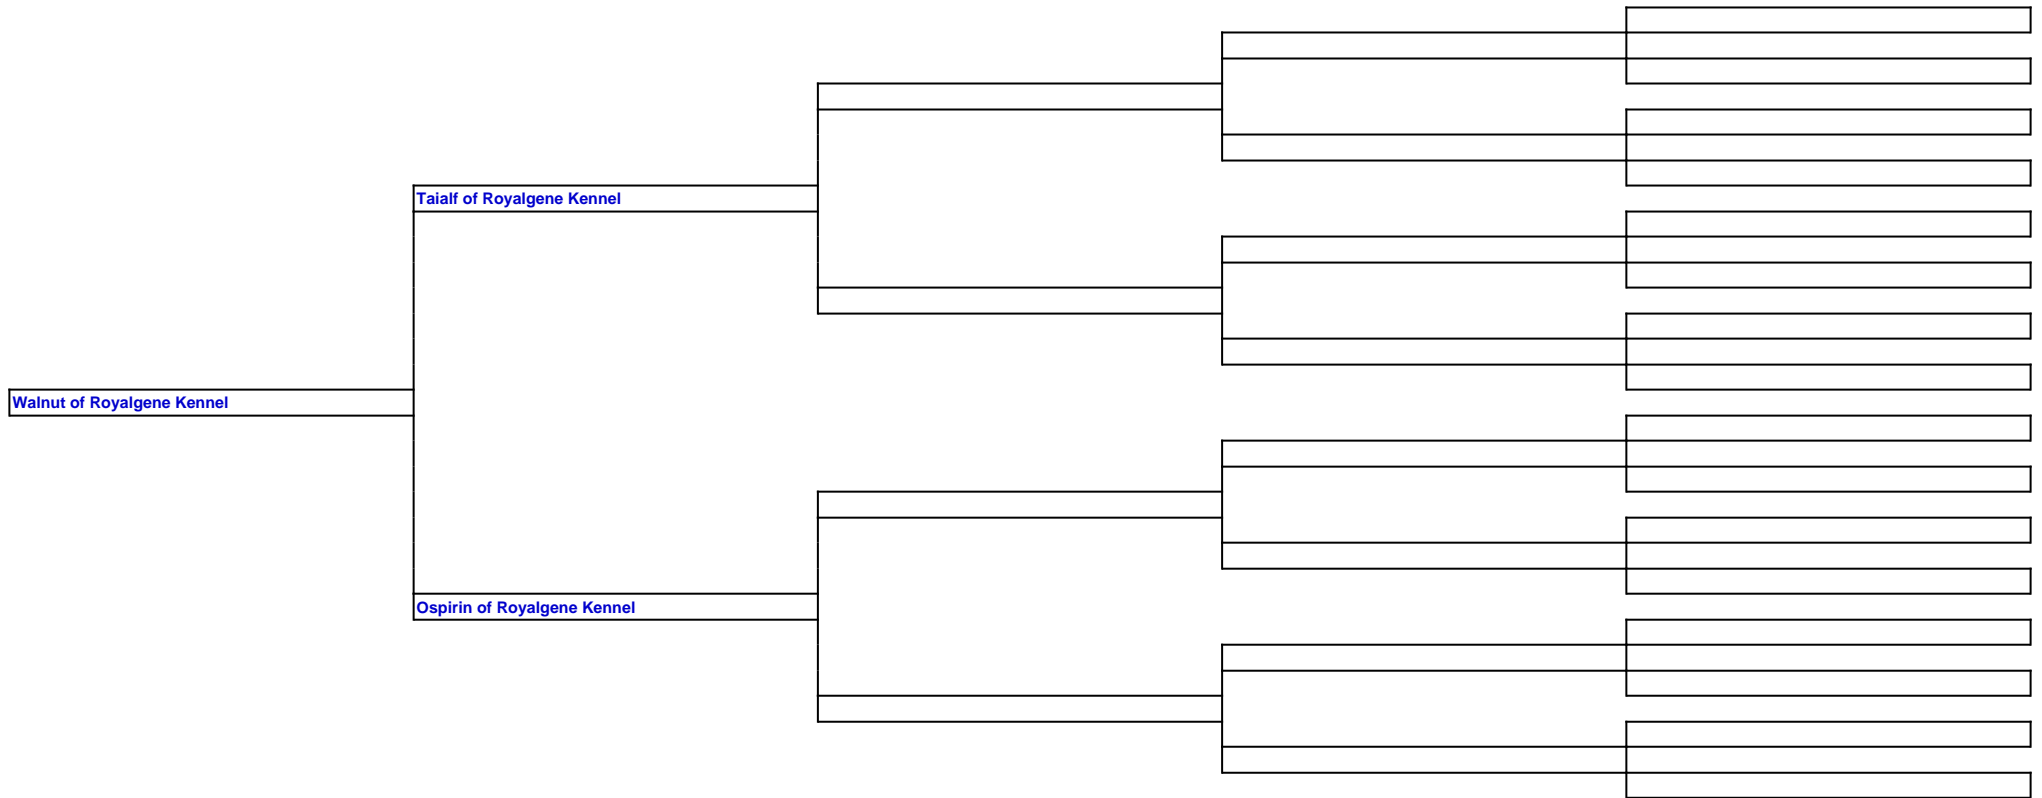 Taialf of Royalgene Kennel
Walnut of Royalgene Kennel
Ospirin of Royalgene Kennel